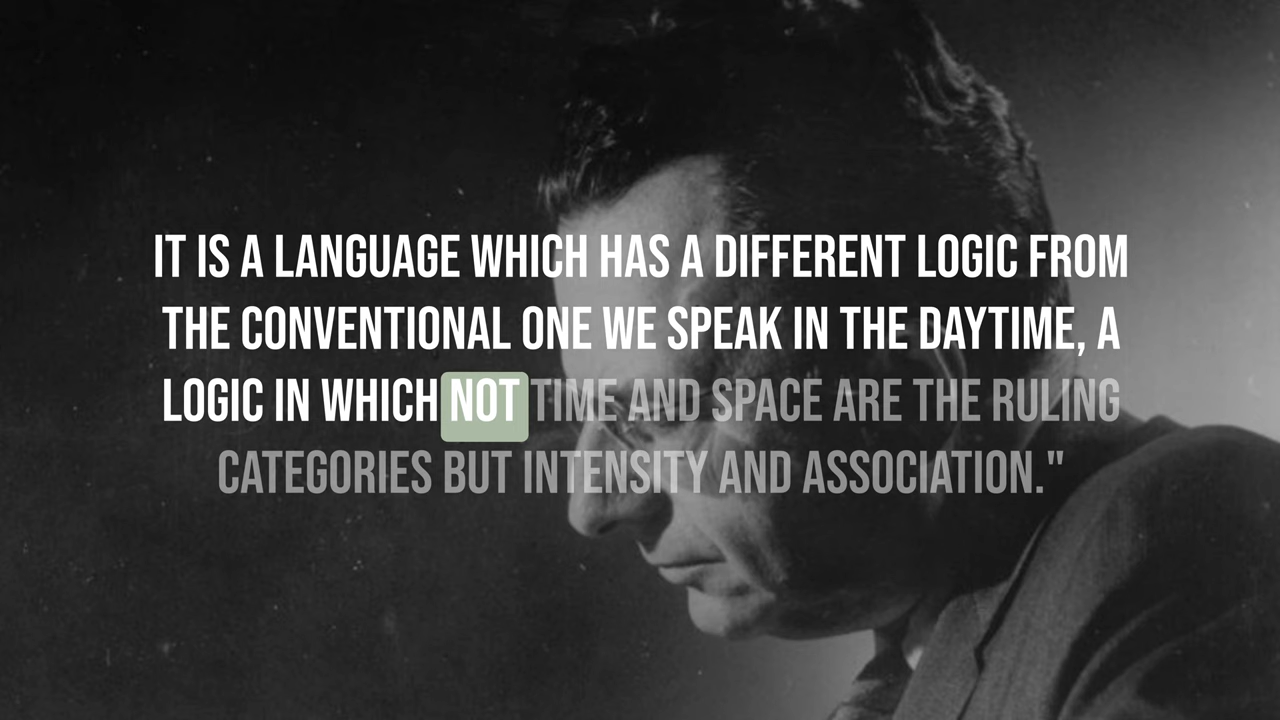 IT IS A LANGUAGE WHICH HAS A DIFFERENT LOGIC FROM
THE CONVENTIONAL ONE WE SPEAK IN THE DAYTIME, A
LOGIC IN WHICH NOT TIME AND SPACE ARE THE RULING
CATEGORIES BUT INTENSITY AND ASSOCIATION."